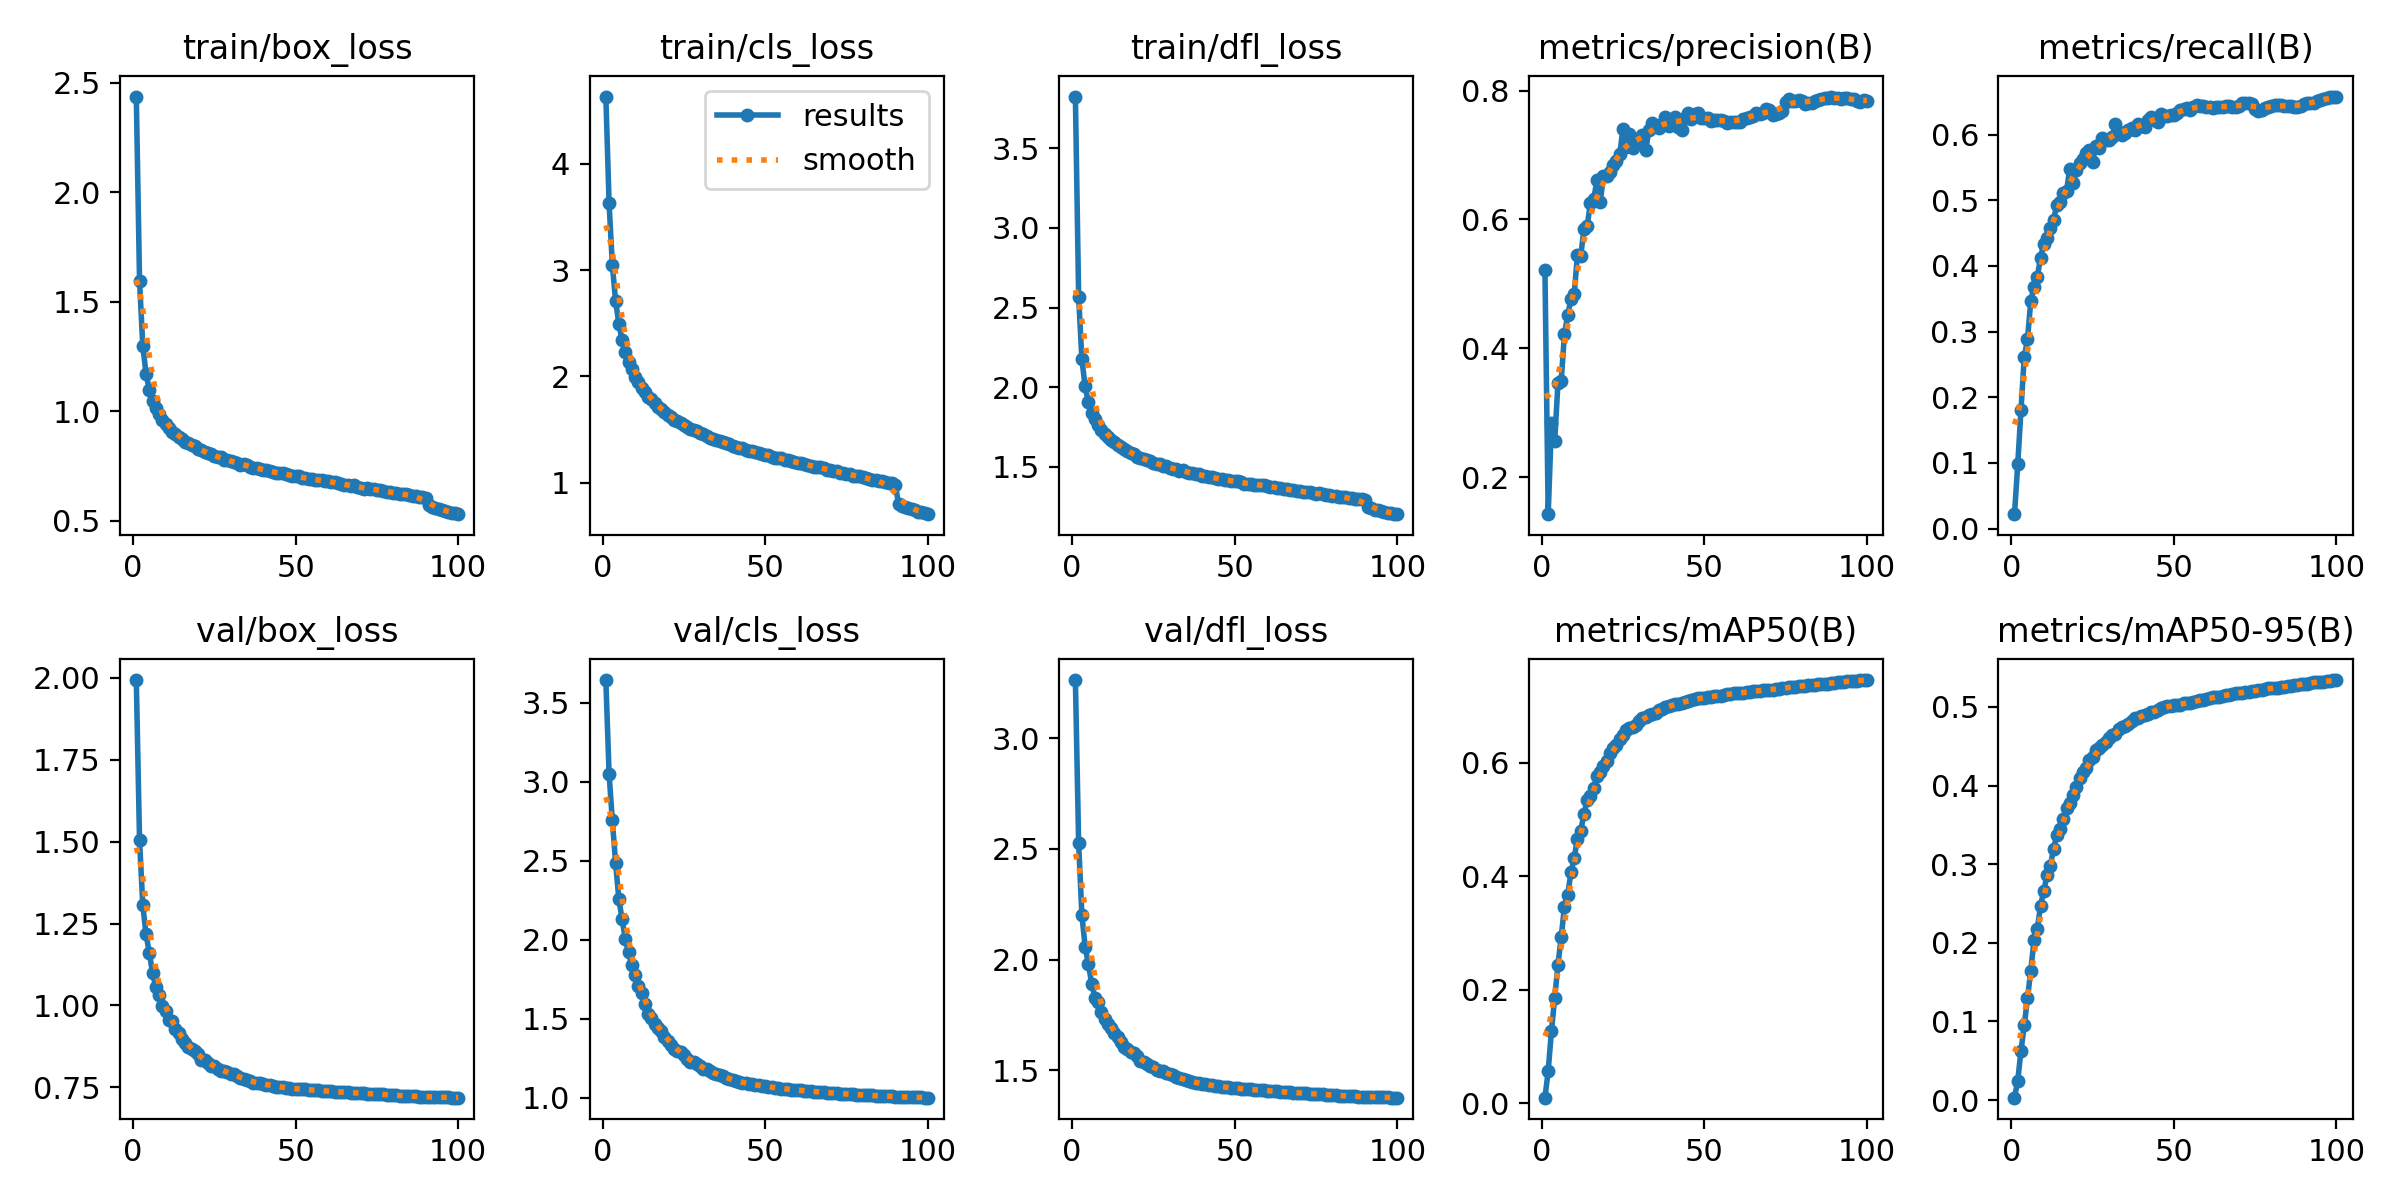 train/box_loss
2.5
2.0
1.5
1.0
0.5
0 50 100
train/cls_loss
results
smooth
4
3
2
1
0 50 100
train/dfl_loss
3.5
3.0
2.5
2.0
1.5
0 50 100
metrics/precision(B)
0.8
0.6
0.4
0.2
0 50 100
metrics/recall(B)
0.6
0.5
0.4
0.3
0.2
0.1
0.0
0 50 100
val/box_loss
2.00
1.75
1.50
1.25
1.00
0.75
0 50 100
val/cls_loss
3.5
3.0
2.5
2.0
1.5
1.0
0 50 100
val/dfl_loss
3.0
2.5
2.0
1.5
0 50 100
metrics/mAP50(B)
0.6
0.4
0.2
0.0
0 50 100
metrics/mAP50-95(B)
0.5
0.4
0.3
0.2
0.1
0.0
0 50 100